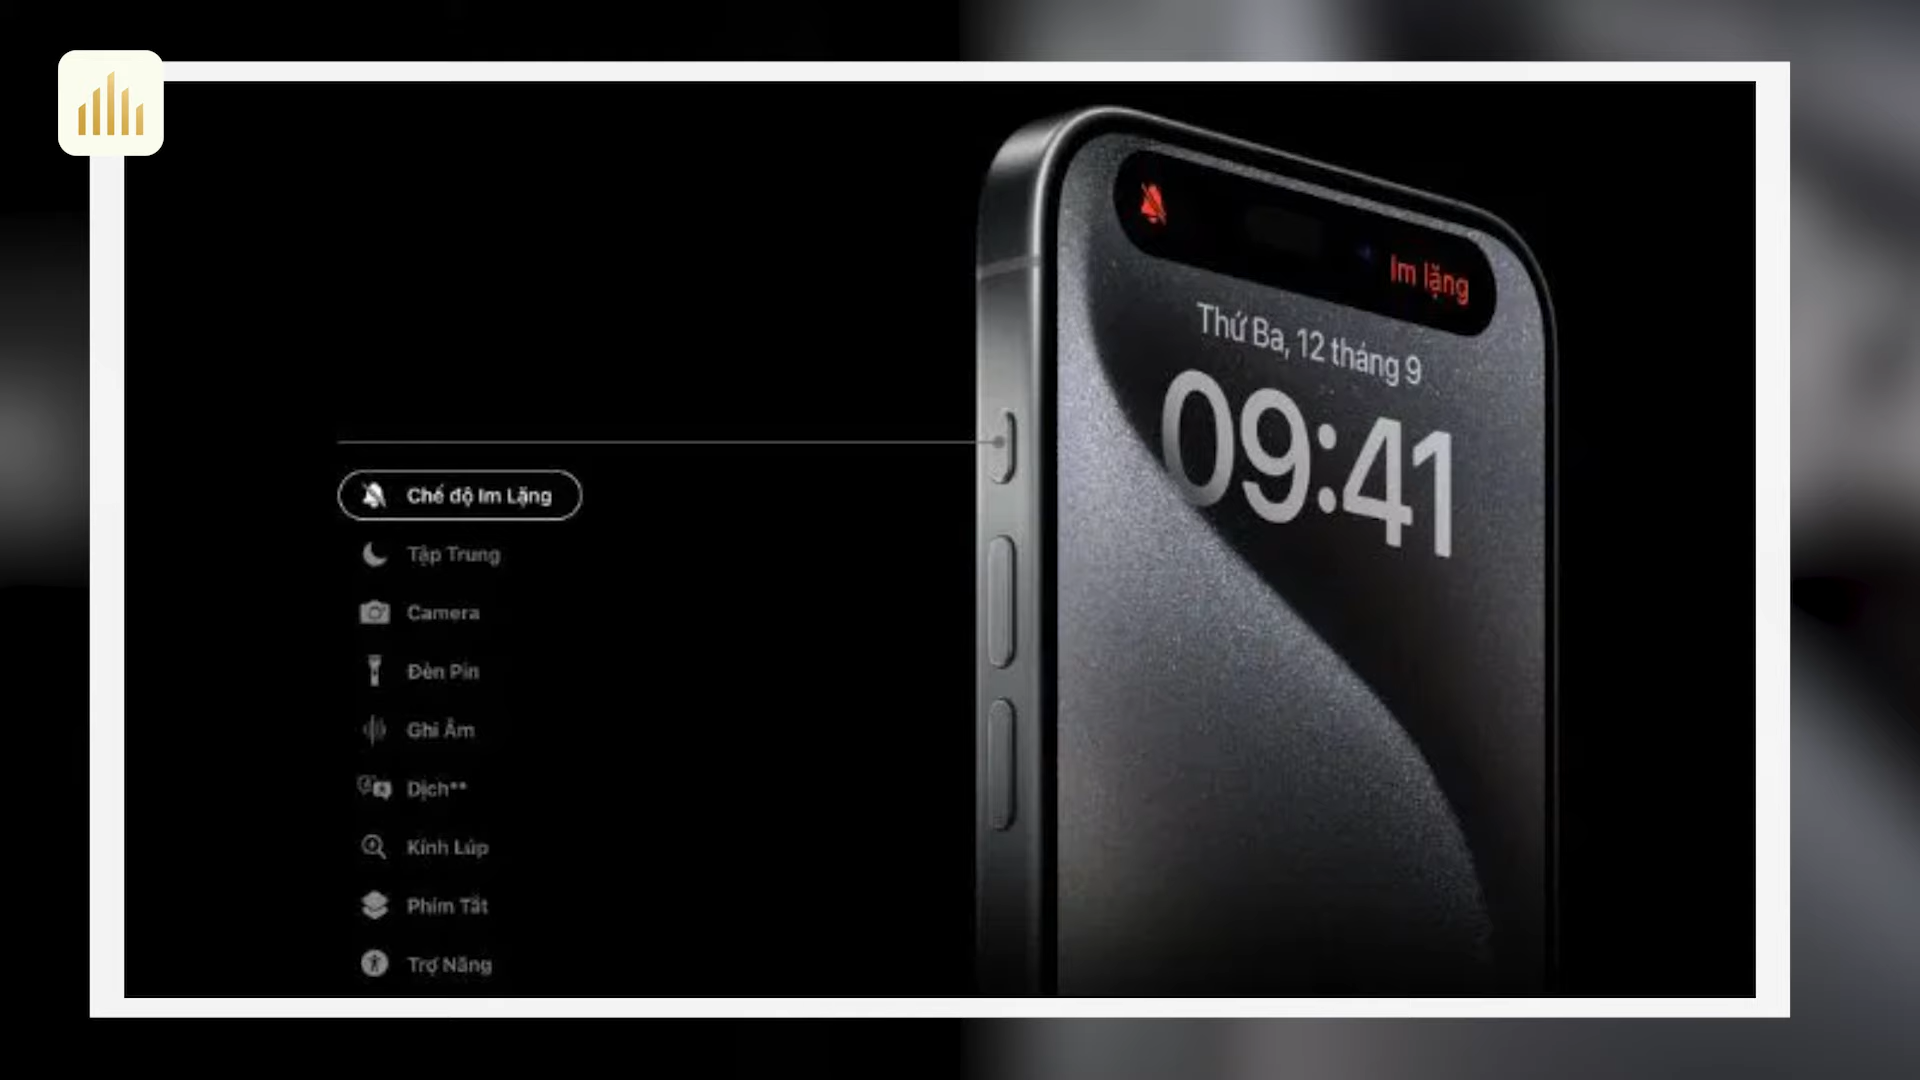 Im lặng
Thứ Ba, 12 tháng 9
09:41
Chế độ Im Lặng
Tập Trung
Camera
Đèn Pin
Ghi Âm
Dịch**
Kính Lúp
Phím Tắt
Trợ Năng